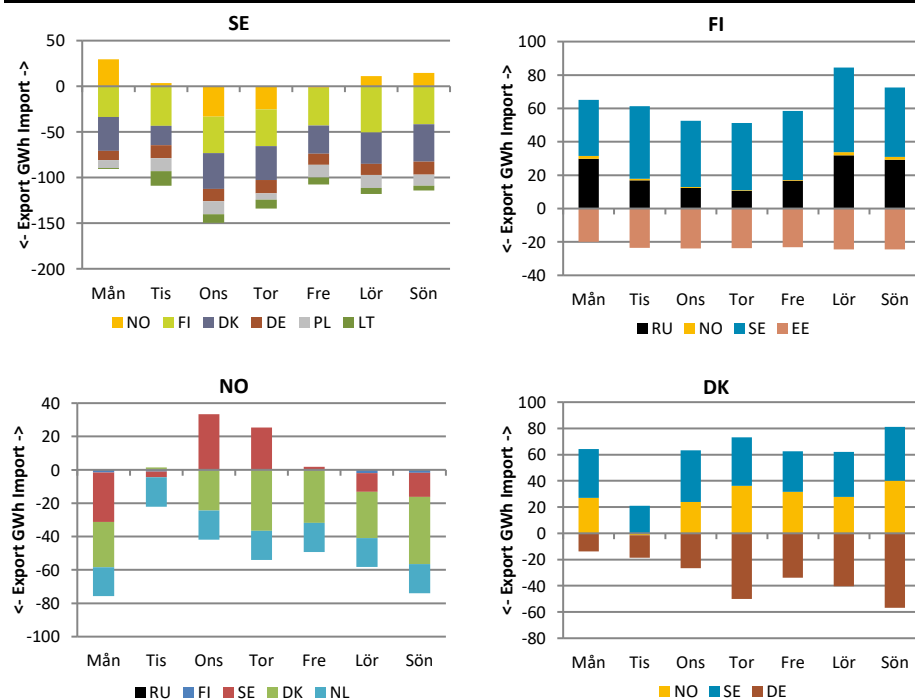 SE
<- Export GWh Import ->
50
0
-50
-100
-150
-200
Mån Tis Ons Tor Fre Lör Sön
NO FI DK DE PL LT
FI
<- Export GWh Import ->
100
80
60
40
20
0
-20
-40
Mån Tis Ons Tor Fre Lör Sön
RU NO SE EE
NO
<- Export GWh Import ->
40
20
0
-20
-40
-60
-80
-100
Mån Tis Ons Tor Fre Lör Sön
RU FI SE DK NL
DK
<- Export GWh Import ->
100
80
60
40
20
0
-20
-40
-60
-80
Mån Tis Ons Tor Fre Lör Sön
NO SE DE